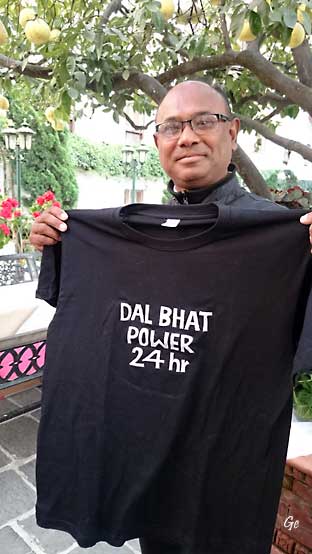 DAL BHAT
POWER
24 hr
Gc